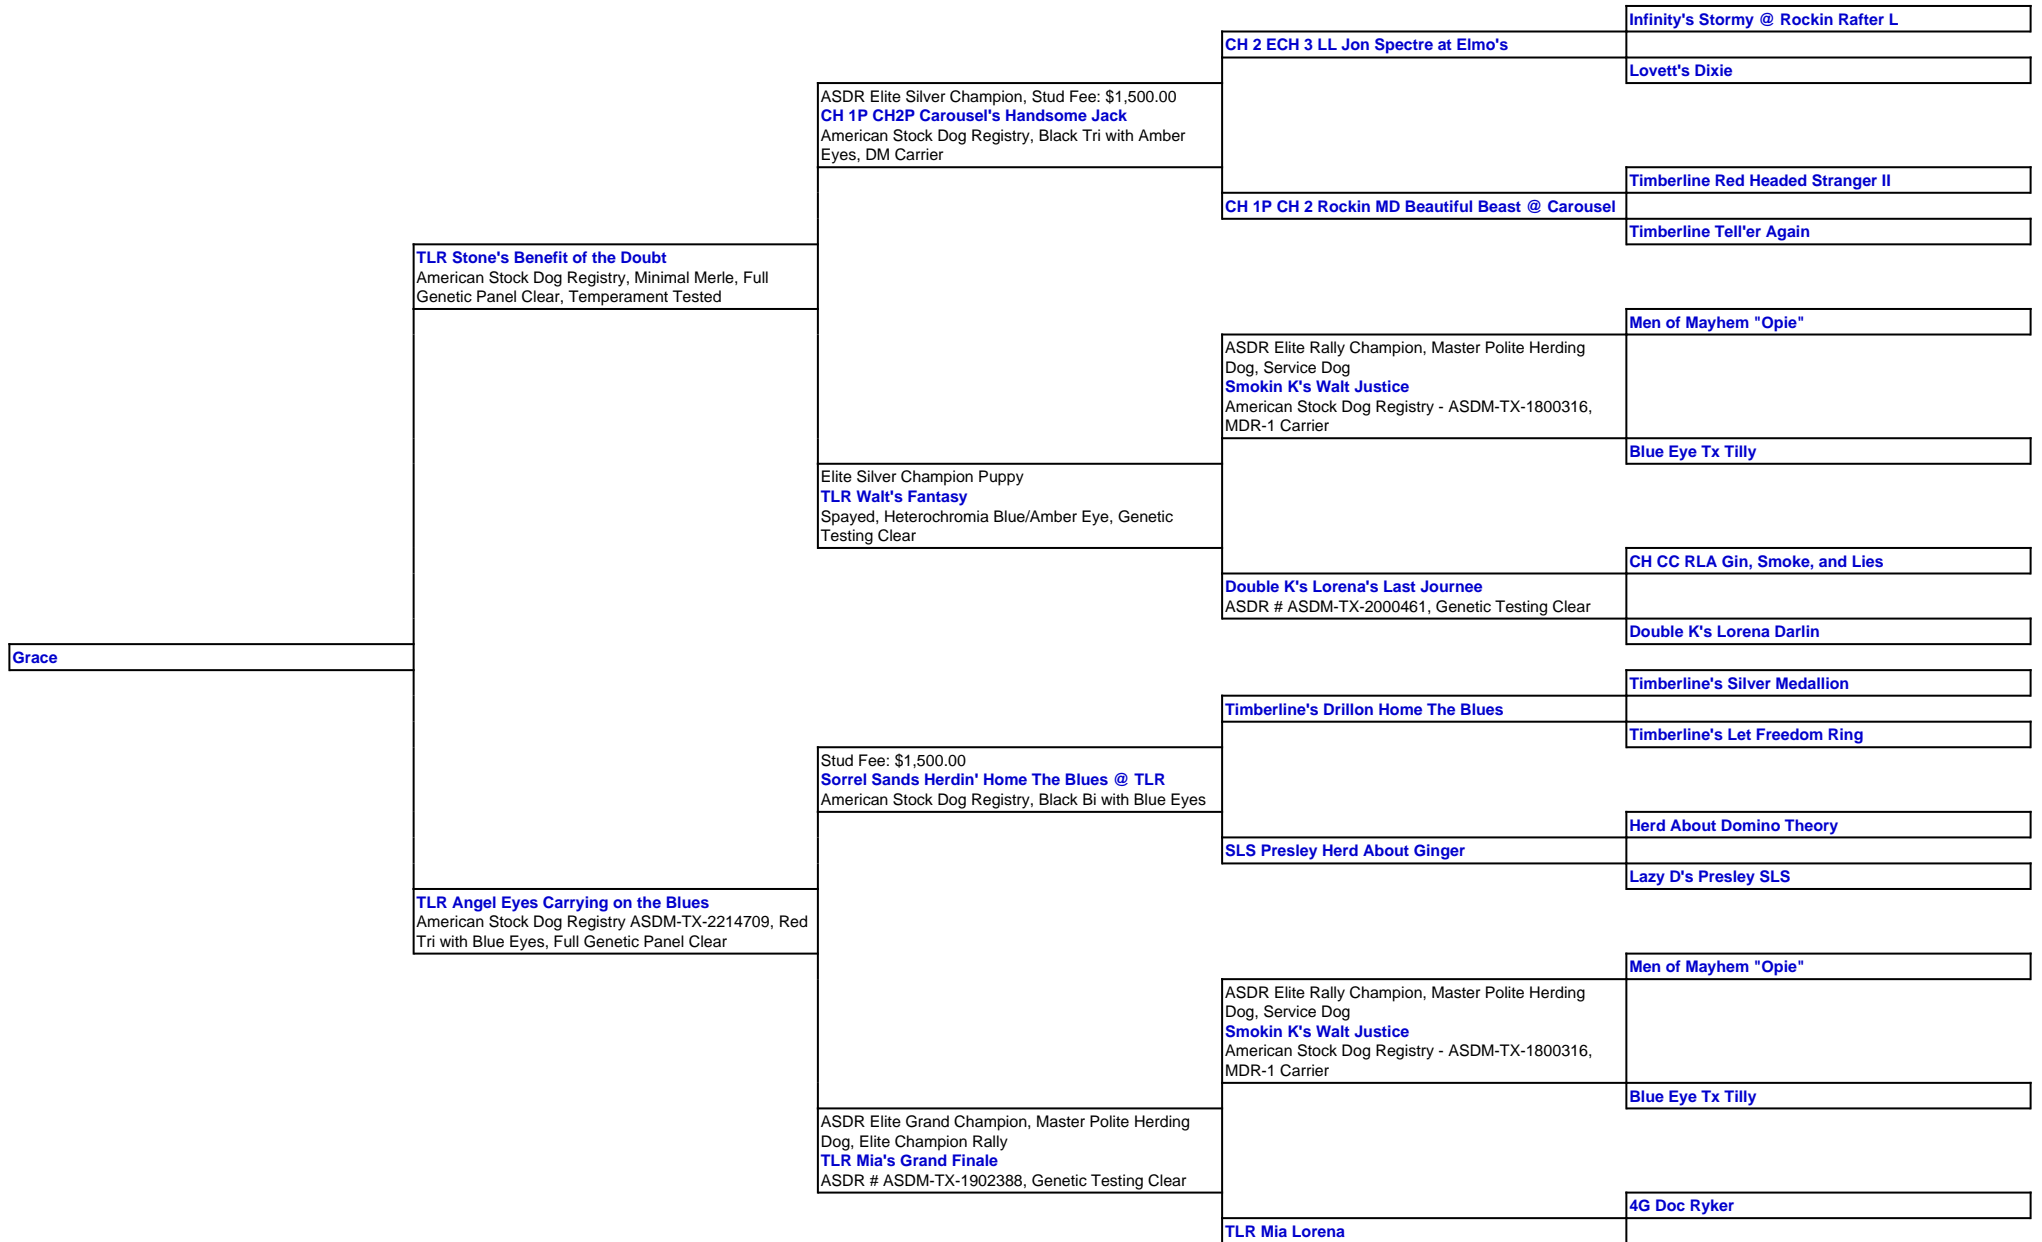 Infinity's Stormy @ Rockin Rafter L
CH 2 ECH 3 LL Jon Spectre at Elmo's
Lovett's Dixie
ASDR Elite Silver Champion, Stud Fee: $1,500.00
CH 1P CH2P Carousel's Handsome Jack
American Stock Dog Registry, Black Tri with Amber
Eyes, DM Carrier
Timberline Red Headed Stranger II
CH 1P CH 2 Rockin MD Beautiful Beast @ Carousel
Timberline Tell'er Again
TLR Stone's Benefit of the Doubt
American Stock Dog Registry, Minimal Merle, Full
Genetic Panel Clear, Temperament Tested
Men of Mayhem "Opie"
ASDR Elite Rally Champion, Master Polite Herding
Dog, Service Dog
Smokin K's Walt Justice
American Stock Dog Registry - ASDM-TX-1800316,
MDR-1 Carrier
Blue Eye Tx Tilly
Elite Silver Champion Puppy
TLR Walt's Fantasy
Spayed, Heterochromia Blue/Amber Eye, Genetic
Testing Clear
CH CC RLA Gin, Smoke, and Lies
Double K's Lorena's Last Journee
ASDR # ASDM-TX-2000461, Genetic Testing Clear
Double K's Lorena Darlin
Grace
Timberline's Silver Medallion
Timberline's Drillon Home The Blues
Timberline's Let Freedom Ring
Stud Fee: $1,500.00
Sorrel Sands Herdin' Home The Blues @ TLR
American Stock Dog Registry, Black Bi with Blue Eyes
Herd About Domino Theory
SLS Presley Herd About Ginger
Lazy D's Presley SLS
TLR Angel Eyes Carrying on the Blues
American Stock Dog Registry ASDM-TX-2214709, Red
Tri with Blue Eyes, Full Genetic Panel Clear
Men of Mayhem "Opie"
ASDR Elite Rally Champion, Master Polite Herding
Dog, Service Dog
Smokin K's Walt Justice
American Stock Dog Registry - ASDM-TX-1800316,
MDR-1 Carrier
Blue Eye Tx Tilly
ASDR Elite Grand Champion, Master Polite Herding
Dog, Elite Champion Rally
TLR Mia's Grand Finale
ASDR # ASDM-TX-1902388, Genetic Testing Clear
4G Doc Ryker
TLR Mia Lorena